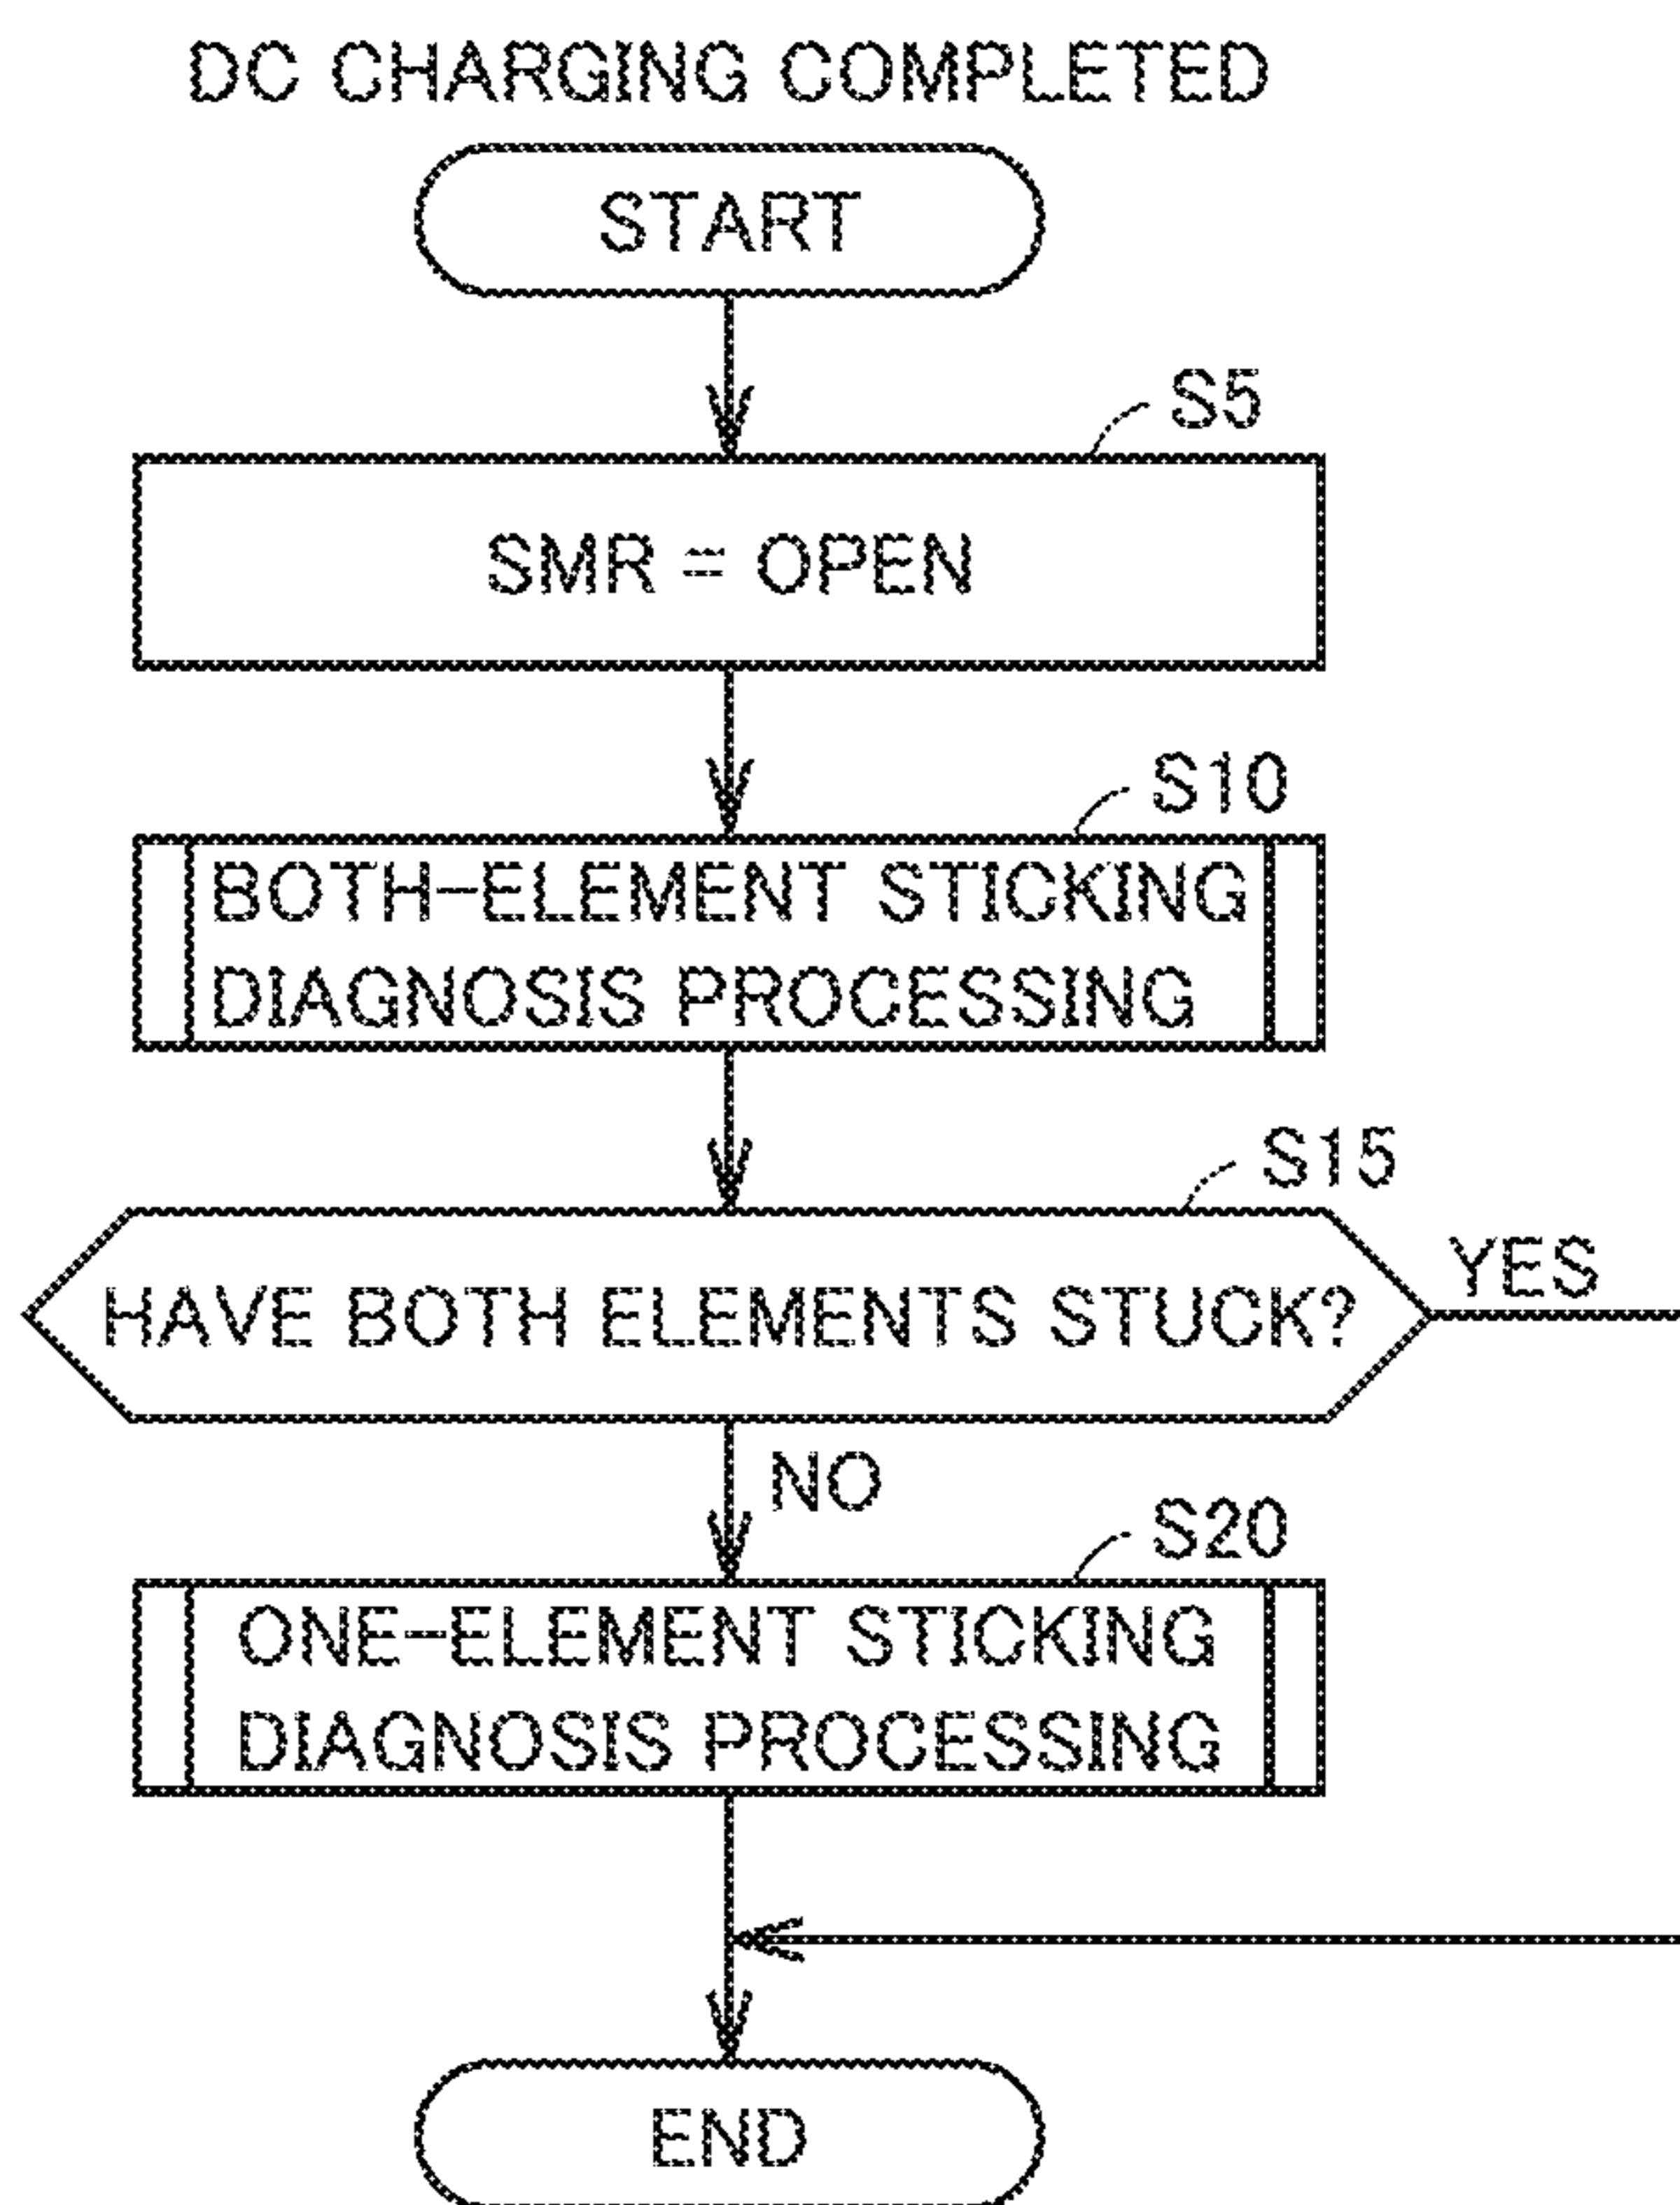 DC CHARGING COMPLETED
START
S5
SMR = OPEN
S10
BOTH-ELEMENT STICKING
DIAGNOSIS PROCESSING
S15
HAVE BOTH ELEMENTS STUCK?
YES
NO
S20
ONE-ELEMENT STICKING
DIAGNOSIS PROCESSING
END